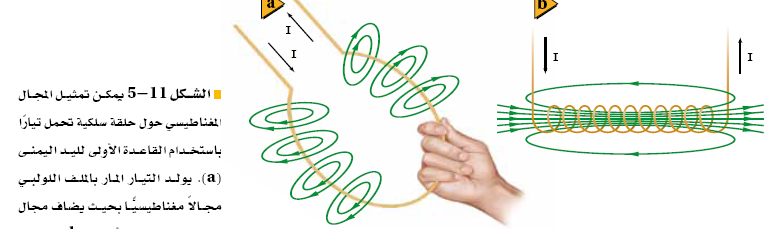 a
I
I
b
I
I
الشكل 11-5 يمكن تمثيل المجال
المغناطيسي حول حلقة سلكية تحمل تيارًا
باستخدام القاعدة الأولى لليد اليمنى
(a). يولد التيار المار بالملف اللولبي
مجالاً مغناطيسيًّا بحيث يضاف مجال